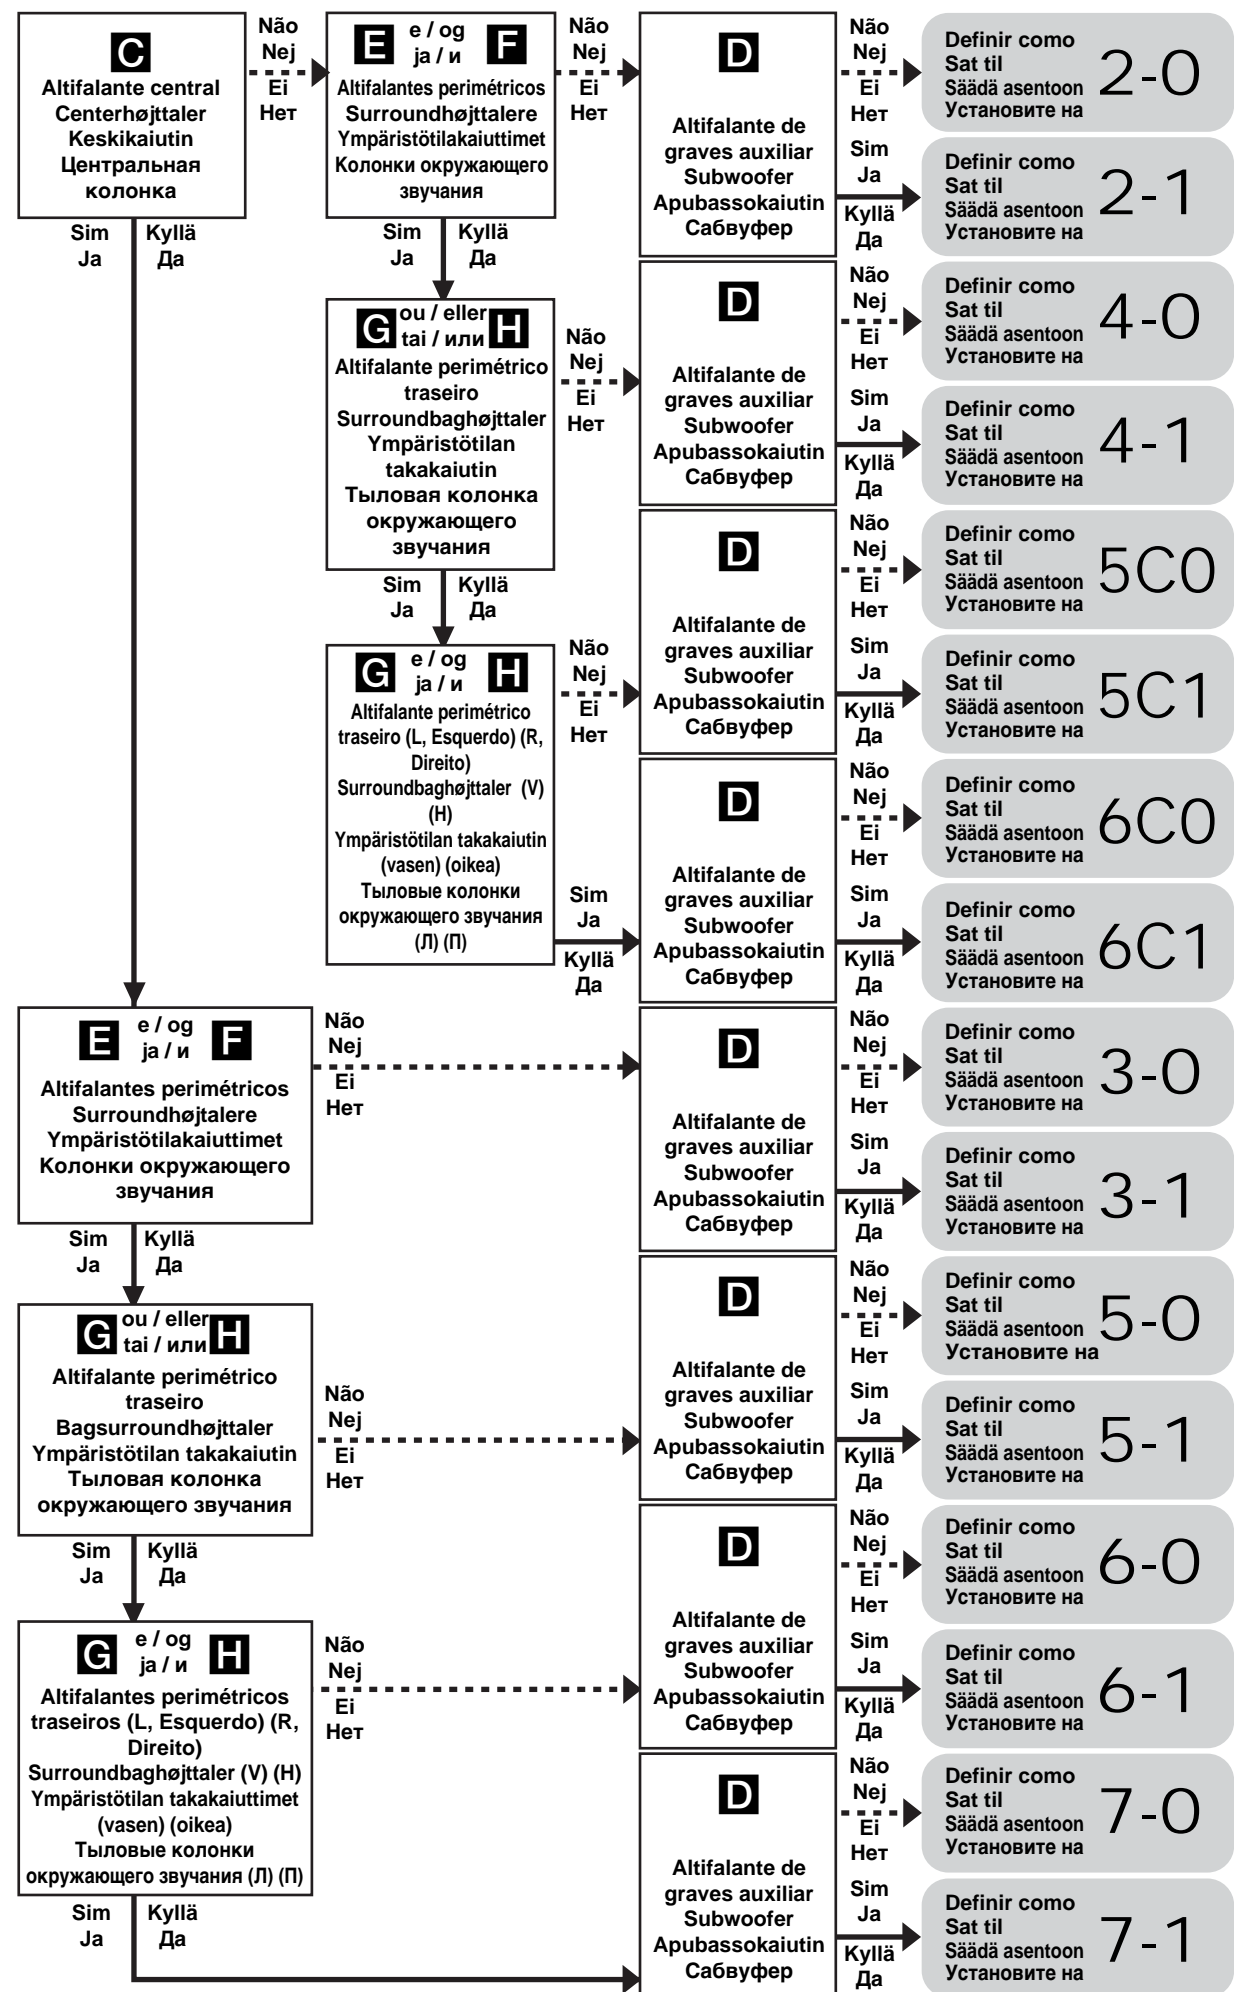 C
Altifalante central
Centerhøjttaler
Keskikaiutin
Центральная
колонка
Não
Nej
Ei
Нет
Sim Kyllä
Ja Да
E e / og F
ja / и
Altifalantes perimétricos
Surroundhøjttalere
Ympäristötilakaiuttimet
Колонки окружающего
звучания
Não
Nej
Ei
Нет
Sim Kyllä
Ja Да
D
Altifalante de
graves auxiliar
Subwoofer
Apubassokaiutin
Сабвуфер
Não
Nej
Ei
Нет
Definir como
Sat til
Säädä asentoon
Установите на
2-0
Sim
Ja
Kyllä
Да
Definir como
Sat til
Säädä asentoon
Установите на
2-1
G ou / eller H
tai / или
Altifalante perimétrico
traseiro
Surroundbaghøjttaler
Ympäristötilan
takakaiutin
Тыловая колонка
окружающего
звучания
Não
Nej
Ei
Нет
Sim Kyllä
Ja Да
D
Altifalante de
graves auxiliar
Subwoofer
Apubassokaiutin
Сабвуфер
Não
Nej
Ei
Нет
Definir como
Sat til
Säädä asentoon
Установите на
4-0
Sim
Ja
Kyllä
Да
Definir como
Sat til
Säädä asentoon
Установите на
4-1
G e / og H
ja / и
Altifalante perimétrico
traseiro (L, Esquerdo) (R,
Direito)
Surroundbaghøjttaler (V)
(H)
Ympäristötilan takakaiutin
(vasen) (oikea)
Тыловые колонки
окружающего звучания
(Л) (П)
Não
Nej
Ei
Нет
D
Altifalante de
graves auxiliar
Subwoofer
Apubassokaiutin
Сабвуфер
Não
Nej
Ei
Нет
Definir como
Sat til
Säädä asentoon
Установите на
5C0
Sim
Ja
Kyllä
Да
Definir como
Sat til
Säädä asentoon
Установите на
5C1
Sim
Ja
Kyllä
Да
D
Altifalante de
graves auxiliar
Subwoofer
Apubassokaiutin
Сабвуфер
Não
Nej
Ei
Нет
Definir como
Sat til
Säädä asentoon
Установите на
6C0
Sim
Ja
Kyllä
Да
Definir como
Sat til
Säädä asentoon
Установите на
6C1
E e / og F
ja / и
Altifalantes perimétricos
Surroundhøjtalere
Ympäristötilakaiuttimet
Колонки окружающего
звучания
Não
Nej
Ei
Нет
Sim Kyllä
Ja Да
D
Altifalante de
graves auxiliar
Subwoofer
Apubassokaiutin
Сабвуфер
Não
Nej
Ei
Нет
Definir como
Sat til
Säädä asentoon
Установите на
3-0
Sim
Ja
Kyllä
Да
Definir como
Sat til
Säädä asentoon
Установите на
3-1
G ou / eller H
tai / или
Altifalante perimétrico
traseiro
Bagsurroundhøjttaler
Ympäristötilan takakaiutin
Тыловая колонка
окружающего звучания
Não
Nej
Ei
Нет
Sim Kyllä
Ja Да
D
Altifalante de
graves auxiliar
Subwoofer
Apubassokaiutin
Сабвуфер
Não
Nej
Ei
Нет
Definir como
Sat til
Säädä asentoon
Установите на
5-0
Sim
Ja
Kyllä
Да
Definir como
Sat til
Säädä asentoon
Установите на
5-1
G e / og H
ja / и
Altifalantes perimétricos
traseiros (L, Esquerdo) (R,
Direito)
Surroundbaghøjttaler (V) (H)
Ympäristötilan takakaiuttimet
(vasen) (oikea)
Тыловые колонки
окружающего звучания (Л) (П)
Não
Nej
Ei
Нет
Sim Kyllä
Ja Да
D
Altifalante de
graves auxiliar
Subwoofer
Apubassokaiutin
Сабвуфер
Não
Nej
Ei
Нет
Definir como
Sat til
Säädä asentoon
Установите на
6-0
Sim
Ja
Kyllä
Да
Definir como
Sat til
Säädä asentoon
Установите на
6-1
D
Altifalante de
graves auxiliar
Subwoofer
Apubassokaiutin
Сабвуфер
Não
Nej
Ei
Нет
Definir como
Sat til
Säädä asentoon
Установите на
7-0
Sim
Ja
Kyllä
Да
Definir como
Sat til
Säädä asentoon
Установите на
7-1